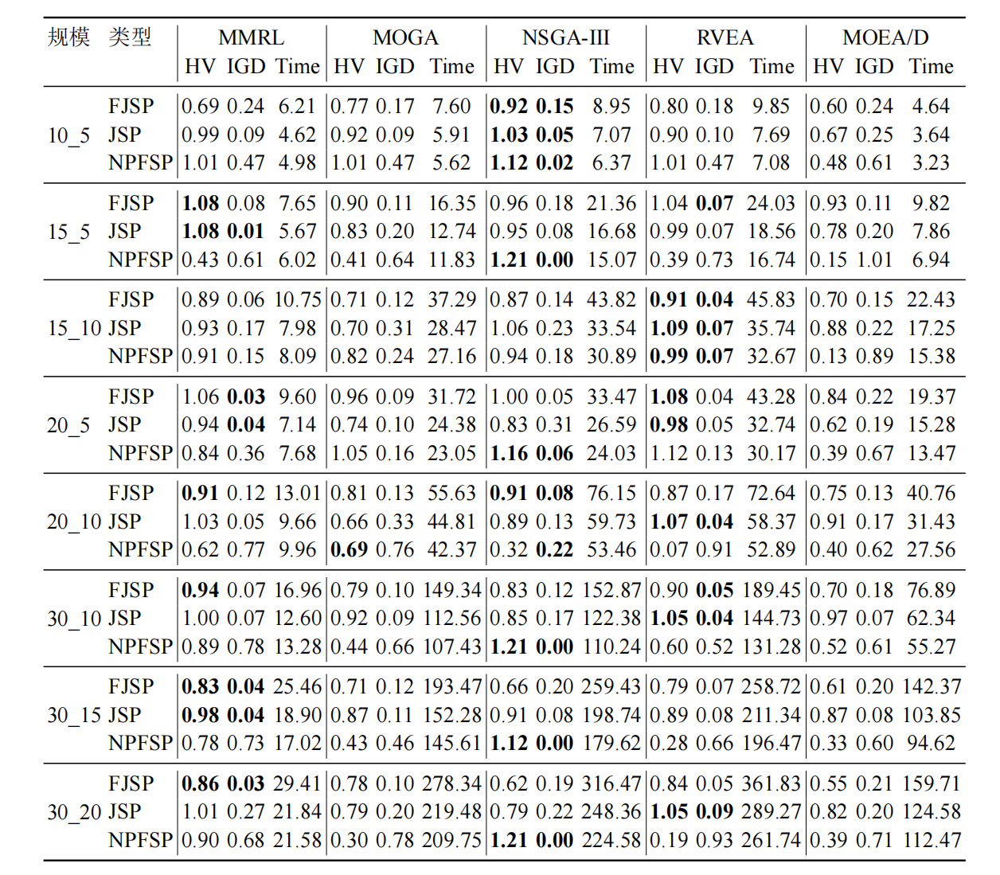 规模 类型 MMRL MOGA NSGA-III RVEA MOEA/D
HV IGD Time HV IGD Time HV IGD Time HV IGD Time HV IGD Time
FJSP 0.69 0.24 6.21 0.77 0.17 7.60 0.92 0.15 8.95 0.80 0.18 9.85 0.60 0.24 4.64
10_5 JSP 0.99 0.09 4.62 0.92 0.09 5.91 1.03 0.05 7.07 0.90 0.10 7.69 0.67 0.25 3.64
NPFSP 1.01 0.47 4.98 1.01 0.47 5.62 1.12 0.02 6.37 1.01 0.47 7.08 0.48 0.61 3.23
FJSP 1.08 0.08 7.65 0.90 0.11 16.35 0.96 0.18 21.36 1.04 0.07 24.03 0.93 0.11 9.82
15_5 JSP 1.08 0.01 5.67 0.83 0.20 12.74 0.95 0.08 16.68 0.99 0.07 18.56 0.78 0.20 7.86
NPFSP 0.43 0.61 6.02 0.41 0.64 11.83 1.21 0.00 15.07 0.39 0.73 16.74 0.15 1.01 6.94
FJSP 0.89 0.06 10.75 0.71 0.12 37.29 0.87 0.14 43.82 0.91 0.04 45.83 0.70 0.15 22.43
15_10 JSP 0.93 0.17 7.98 0.70 0.31 28.47 1.06 0.23 33.54 1.09 0.07 35.74 0.88 0.22 17.25
NPFSP 0.91 0.15 8.09 0.82 0.24 27.16 0.94 0.18 30.89 0.99 0.07 32.67 0.13 0.89 15.38
FJSP 1.06 0.03 9.60 0.96 0.09 31.72 1.00 0.05 33.47 1.08 0.04 43.28 0.84 0.22 19.37
20_5 JSP 0.94 0.04 7.14 0.74 0.10 24.38 0.83 0.31 26.59 0.98 0.05 32.74 0.62 0.19 15.28
NPFSP 0.84 0.36 7.68 1.05 0.16 23.05 1.16 0.06 24.03 1.12 0.13 30.17 0.39 0.67 13.47
FJSP 0.91 0.12 13.01 0.81 0.13 55.63 0.91 0.08 76.15 0.87 0.17 72.64 0.75 0.13 40.76
20_10 JSP 1.03 0.05 9.66 0.66 0.33 44.81 0.89 0.13 59.73 1.07 0.04 58.37 0.91 0.17 31.43
NPFSP 0.62 0.77 9.96 0.69 0.76 42.37 0.32 0.22 53.46 0.07 0.91 52.89 0.40 0.62 27.56
FJSP 0.94 0.07 16.96 0.79 0.10 149.34 0.83 0.12 152.87 0.90 0.05 189.45 0.70 0.18 76.89
30_10 JSP 1.00 0.07 12.60 0.92 0.09 112.56 0.85 0.17 122.38 1.05 0.04 144.73 0.97 0.07 62.34
NPFSP 0.89 0.78 13.28 0.44 0.66 107.43 1.21 0.00 110.24 0.60 0.52 131.28 0.52 0.61 55.27
FJSP 0.83 0.04 25.46 0.71 0.12 193.47 0.66 0.20 259.43 0.79 0.07 258.72 0.61 0.20 142.37
30_15 JSP 0.98 0.04 18.90 0.87 0.11 152.28 0.91 0.08 198.74 0.89 0.08 211.34 0.87 0.08 103.85
NPFSP 0.78 0.73 17.02 0.43 0.46 145.61 1.12 0.00 179.62 0.28 0.66 196.47 0.33 0.60 94.62
FJSP 0.86 0.03 29.41 0.78 0.10 278.34 0.62 0.19 316.47 0.84 0.05 361.83 0.55 0.21 159.71
30_20 JSP 1.01 0.27 21.84 0.79 0.20 219.48 0.79 0.22 248.36 1.05 0.09 289.27 0.82 0.20 124.58
NPFSP 0.90 0.68 21.58 0.30 0.78 209.75 1.21 0.00 224.58 0.19 0.93 261.74 0.39 0.71 112.47